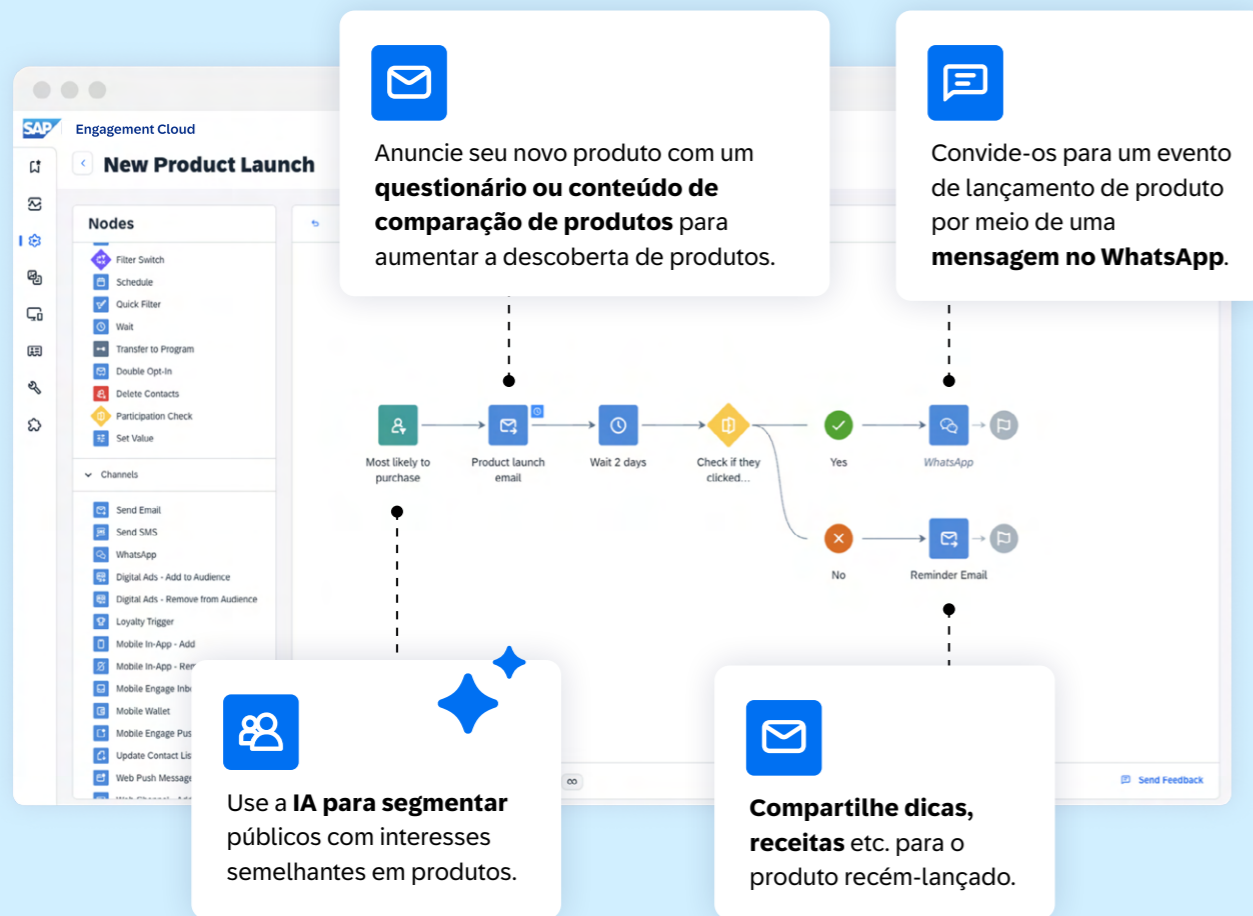 Anuncie seu novo produto com um
questionário ou conteúdo de
comparação de produtos para
aumentar a descoberta de produtos.
Convide-os para um evento
de lançamento de produto
por meio de uma
mensagem no WhatsApp.
SAP
Engagement Cloud
New Product Launch
Nodes
Filter Switch
Schedule
Quick Filter
Wait
Transfer to Program
Double Opt-In
Delete Contacts
Participation Check
Set Value
Channels
Send Email
Send SMS
WhatsApp
Digital Ads - Add to Audience
Digital Ads - Remove from Audience
Loyalty Trigger
Mobile In-App - Add
Mobile In-App -
Mobile Engage
Mobile Wallet
Mobile Engage
Update Contact
Web Push Message
Most likely to
purchase
Product launch
email
Wait 2 days
Check if they
clicked...
Yes
WhatsApp
No
Reminder Email
Send Feedback
Use a IA para segmentar
públicos com interesses
semelhantes em produtos.
Compartilhe dicas,
receitas etc. para o
produto recém-lançado.